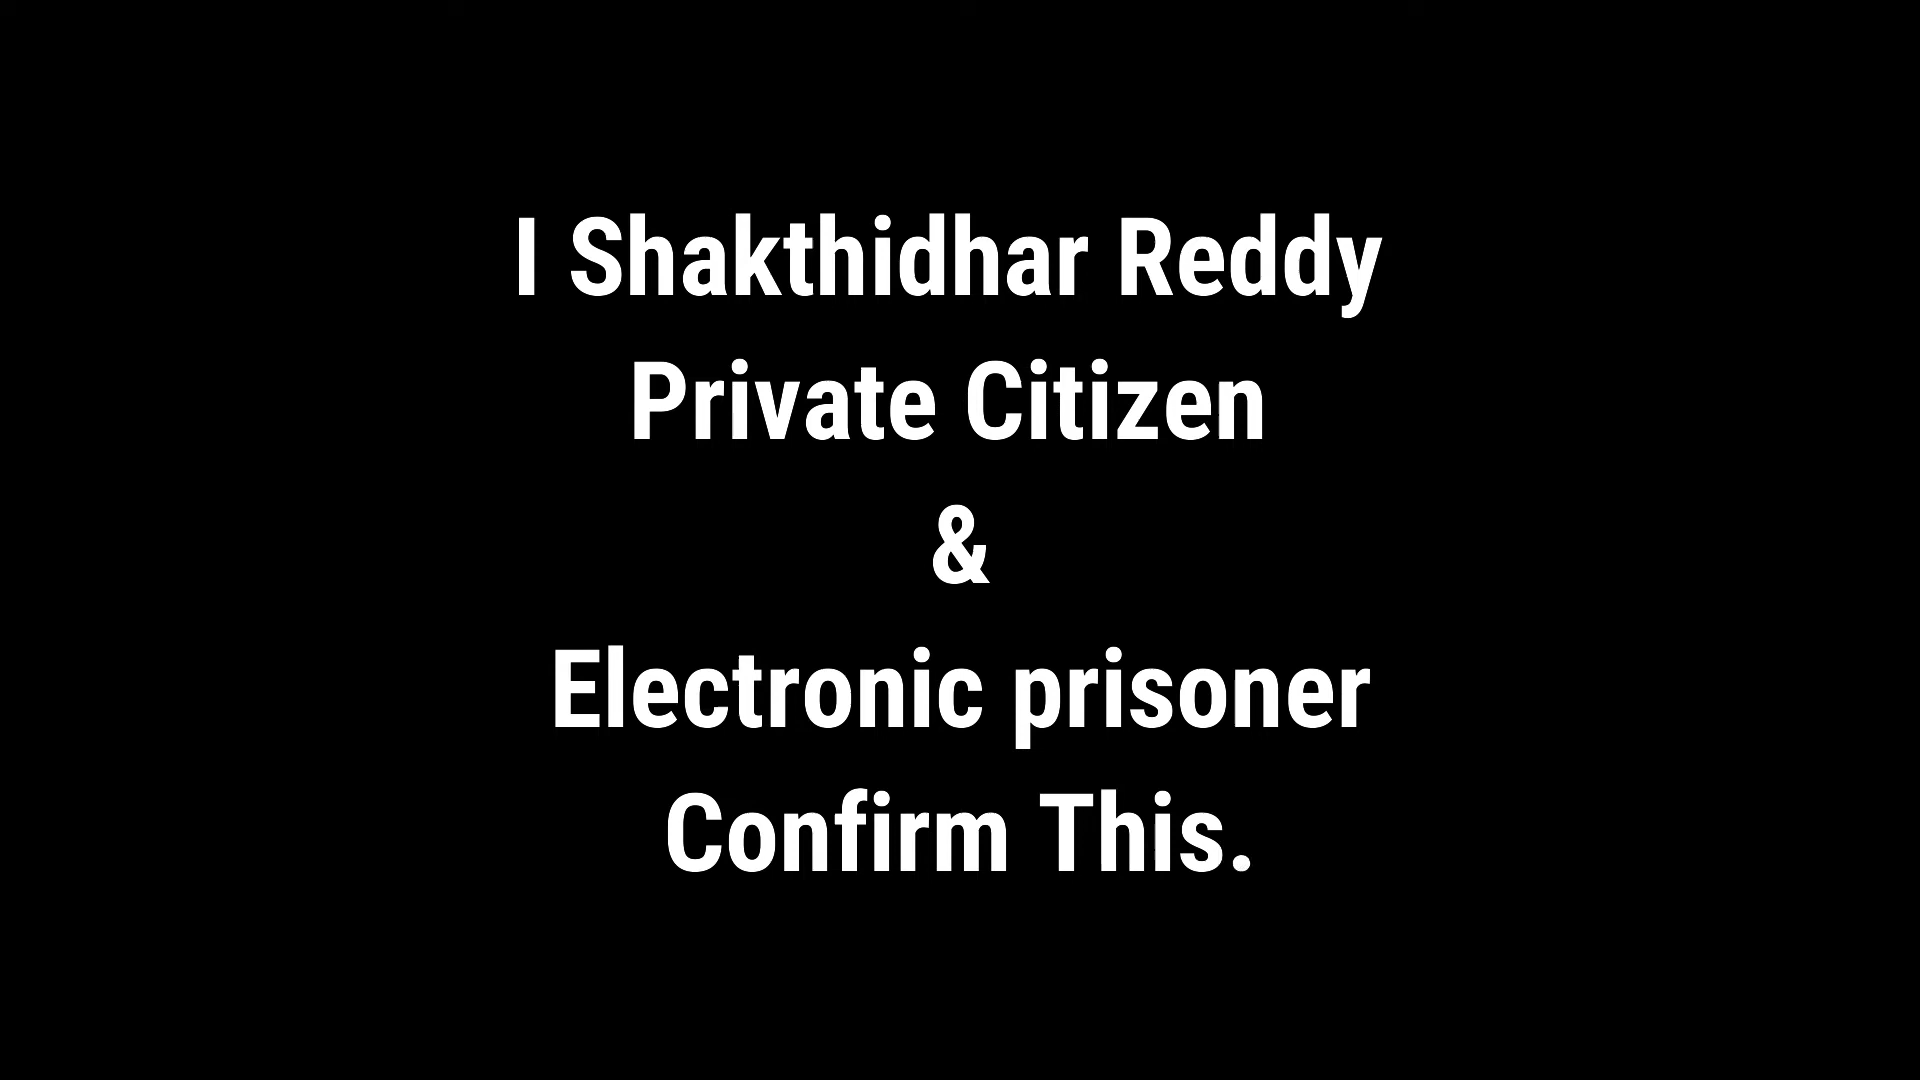 I Shakthidhar Reddy
Private Citizen
&
Electronic prisoner
Confirm This.